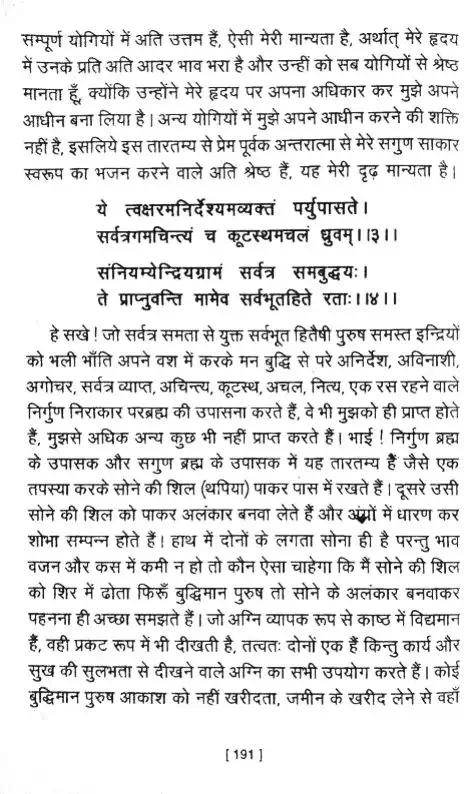 सम्पूर्ण योगियों में अति उत्तम हैं, ऐसी मेरी मान्यता है, अर्थात् मेरे हृदय
में उनके प्रति अति आदर भाव भरा है और उन्हीं को सब योगियों से श्रेष्ठ
मानता हूँ, क्योंकि उन्होंने मेरे हृदय पर अपना अधिकार कर मुझे अपने
आधीन बना लिया है। अन्य योगियों में मुझे अपने आधीन करने की शक्ति
नहीं है, इसलिये इस तारतम्य से प्रेम पूर्वक अन्तरात्मा से मेरे सगुण साकार
स्वरूप का भजन करने वाले अति श्रेष्ठ हैं, यह मेरी दृढ़ मान्यता है।
ये त्वक्षरमनिर्देश्यमव्यक्तं पर्युपासते।
सर्वत्रगमचिन्त्यं च कूटस्थमचलं ध्रुवम्।।३।।
संनियम्येन्द्रियग्रामं सर्वत्र समबुद्धयः।
ते प्राप्नुवन्ति मामेव सर्वभूतहिते रताः।।४।।
हे सखे! जो सर्वत्र समता से युक्त सर्वभूत हितैषी पुरुष समस्त इन्द्रियों
को भली भाँति अपने वश में करके मन बुद्धि से परे अनिर्देश, अविनाशी,
अगोचर, सर्वत्र व्याप्त, अचिन्त्य, कूटस्थ, अचल, नित्य, एक रस रहने वाले
निर्गुण निराकार परब्रह्म की उपासना करते हैं, वे भी मुझको ही प्राप्त होते
हैं, मुझसे अधिक अन्य कुछ भी नहीं प्राप्त करते हैं। भाई! निर्गुण ब्रह्म
के उपासक और सगुण ब्रह्म के उपासक में यह तारतम्य है जैसे एक
तपस्या करके सोने की शिल (थपिया) पाकर पास में रखते हैं। दूसरे उसी
सोने की शिल को पाकर अलंकार बनवा लेते हैं और अंगों में धारण कर
शोभा सम्पन्न होते हैं। हाथ में दोनों के लगता सोना ही है परन्तु भाव
वजन और कस में कमी न हो तो कौन ऐसा चाहेगा कि मैं सोने की शिल
को शिर में ढोता फिरूँ बुद्धिमान पुरुष तो सोने के अलंकार बनवाकर
पहनना ही अच्छा समझते हैं। जो अग्नि व्यापक रूप से काष्ठ में विद्यमान
है, वही प्रकट रूप में भी दीखती है, तत्वतः दोनों एक हैं किन्तु कार्य और
सुख की सुलभता से दीखने वाले अग्नि का सभी उपयोग करते हैं। कोई
बुद्धिमान पुरुष आकाश को नहीं खरीदता, जमीन के खरीद लेने से वहाँ
[ 191 ]